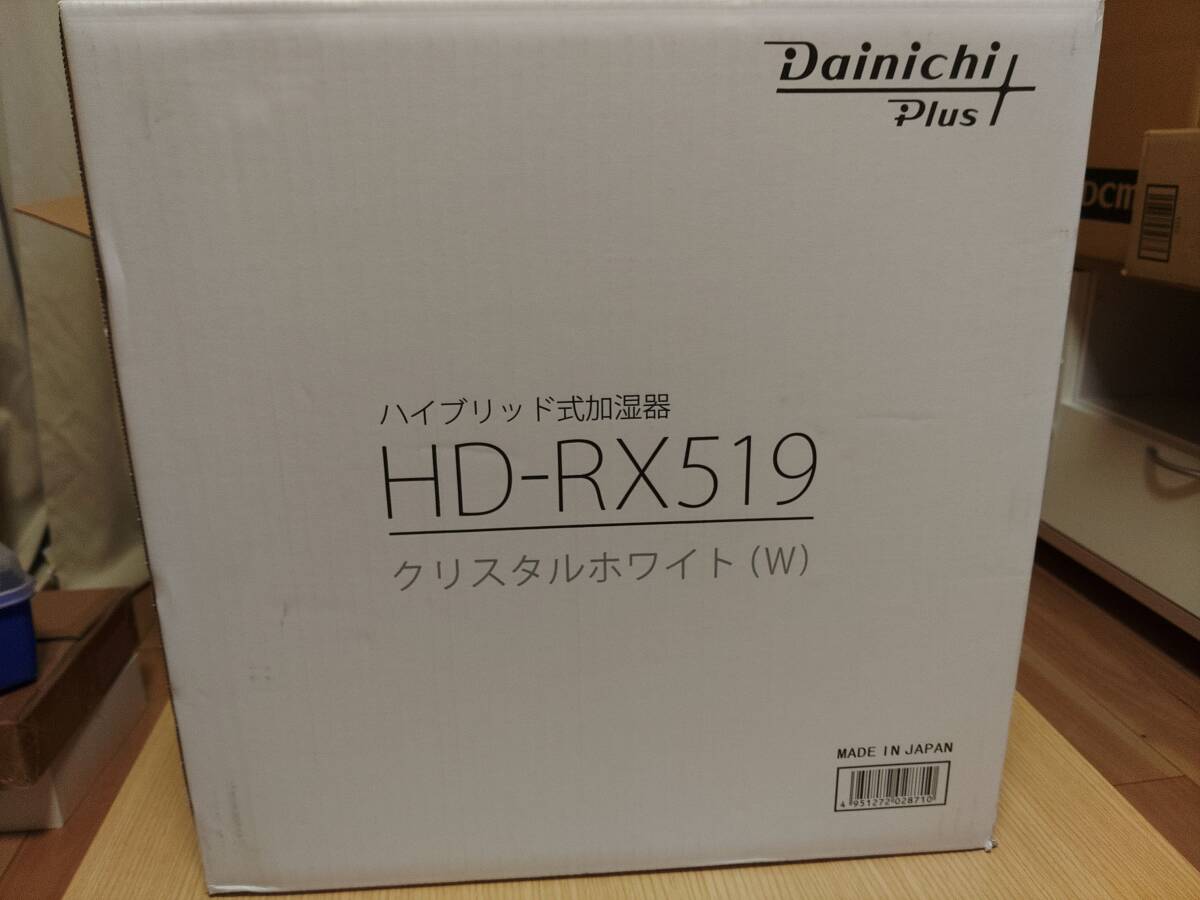 Dainichi
Plus
DCM
ハイブリッド式加湿器
HD-RX519
クリスタルホワイト (W)
MADE IN JAPAN
4951272028710